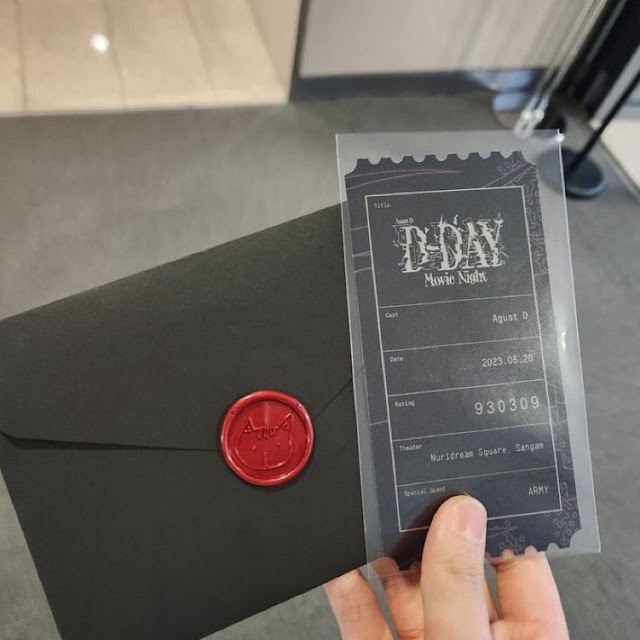 Title
Agust D
D-DAY
Movie Night
Cast
Agust D
Date
2023.05.20
Rating
930309
Theater
Nuridream Square, Sangam
Special Guest
ARMY